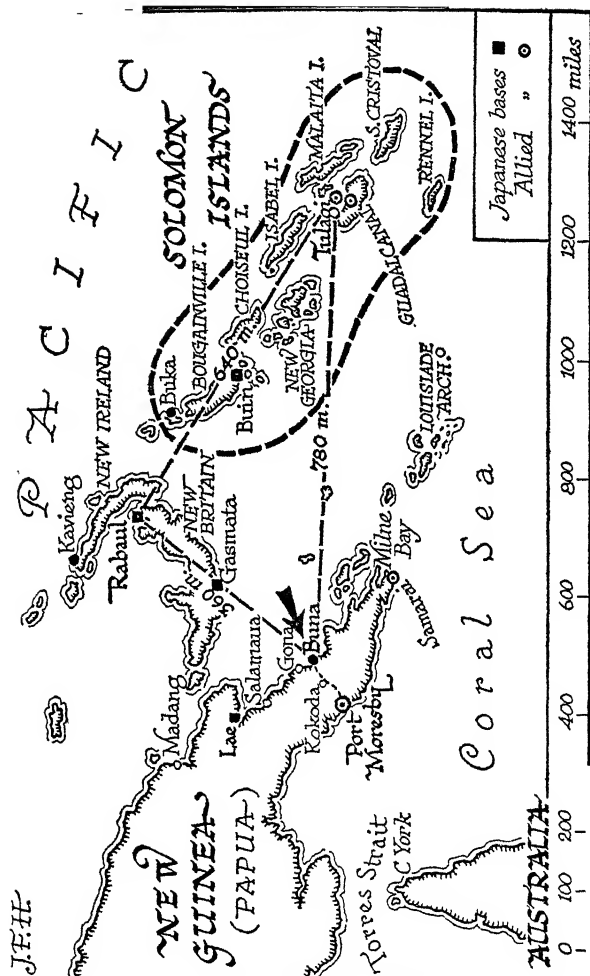 J.F.H.
PACIFIC
Kavieng
NEW IRELAND
Rabaul
NEW
BRITAIN
Gasmata
Buka
BOUGAINVILLE I.
640 m.
Buin
CHOISEUL I.
SOLOMON
ISLANDS
ISABEL I.
MALAITA I.
Tulagi
NEW
GEORGIA
S. CRISTOVAL
GUADALCANAL
RENNEL I.
Madang
NEW
GUINEA
(PAPUA)
Lae
Salamaua
Gona
Buna
Kokoda
Port
Moresby
780 m.
Milne
Bay
Samarai
LOUISIADE
ARCH.
Coral Sea
Torres Strait
C York
AUSTRALIA
Japanese bases
Allied "
0 100 200 400 600 800 1000 1200 1400 miles